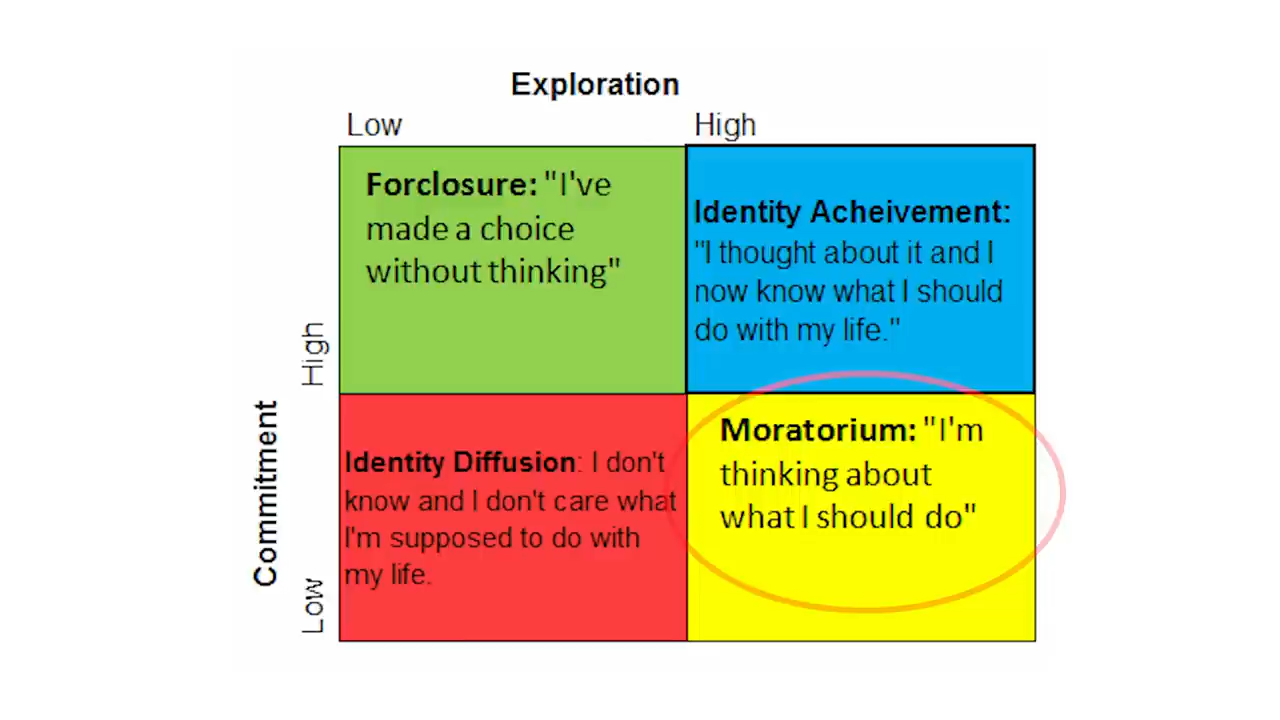 Exploration
Low
High
Forclosure: "I've
made a choice
without thinking"
Identity Acheivement:
"I thought about it and I
now know what I should
do with my life."
High
Commitment
Low
Identity Diffusion: I don't
know and I don't care what
I'm supposed to do with
my life.
Moratorium: "I'm
thinking about
what I should do"